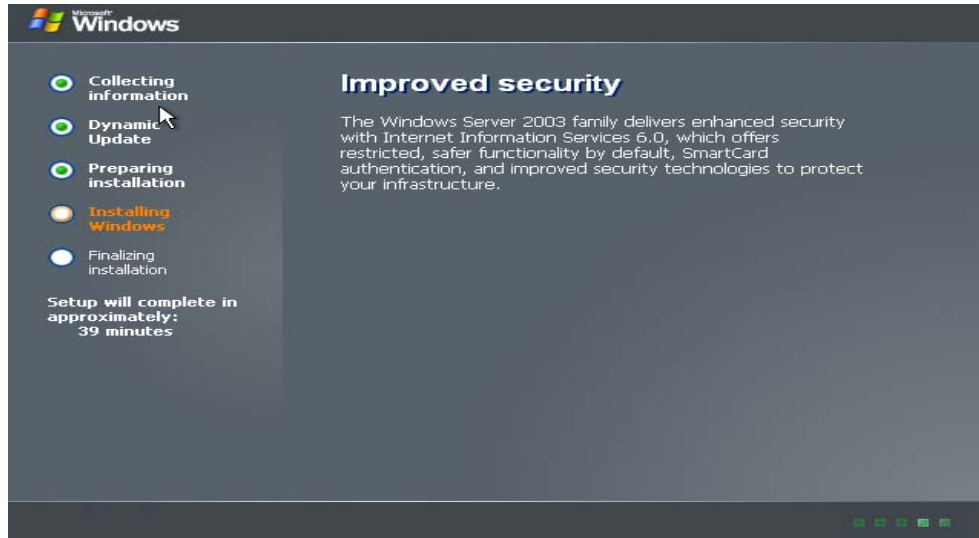 Microsoft
Windows
Collecting
information
Dynamic
Update
Preparing
installation
Installing
Windows
Finalizing
installation
Setup will complete in
approximately:
39 minutes
Improved security
The Windows Server 2003 family delivers enhanced security
with Internet Information Services 6.0, which offers
restricted, safer functionality by default, SmartCard
authentication, and improved security technologies to protect
your infrastructure.